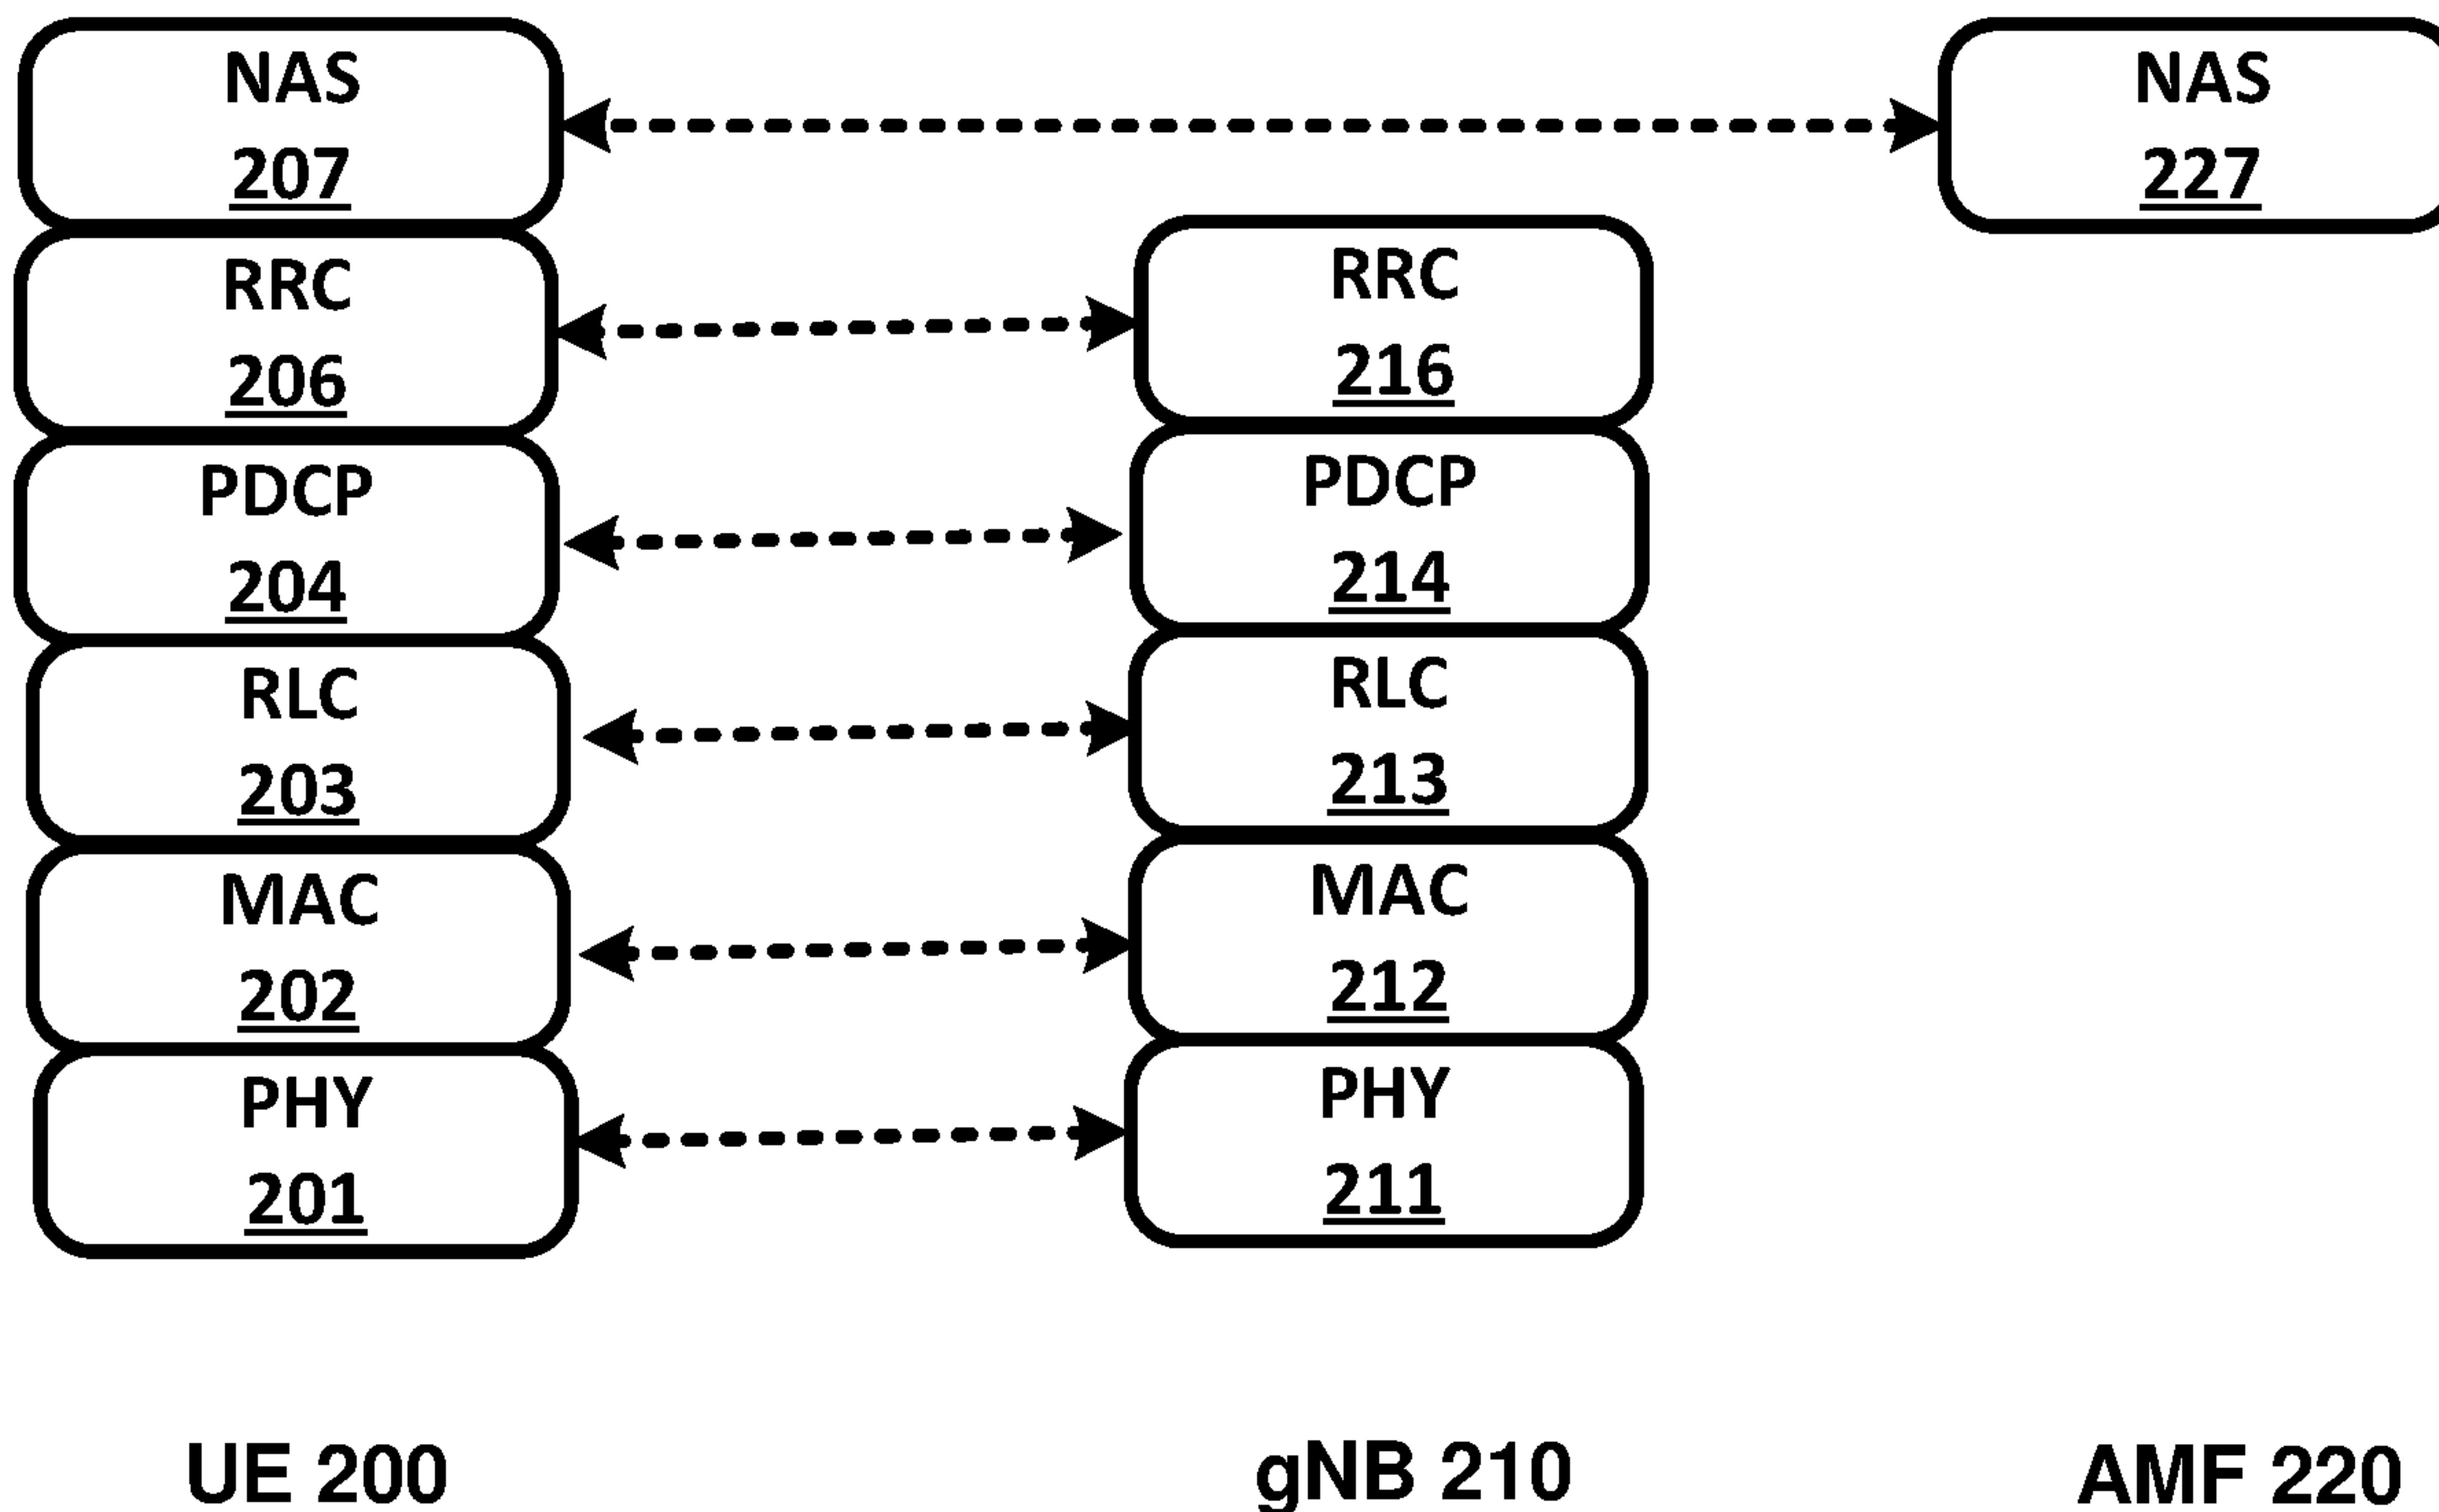 NAS
207
NAS
227
RRC
206
RRC
216
PDCP
204
PDCP
214
RLC
203
RLC
213
MAC
202
MAC
212
PHY
201
PHY
211
UE 200
gNB 210
AMF 220